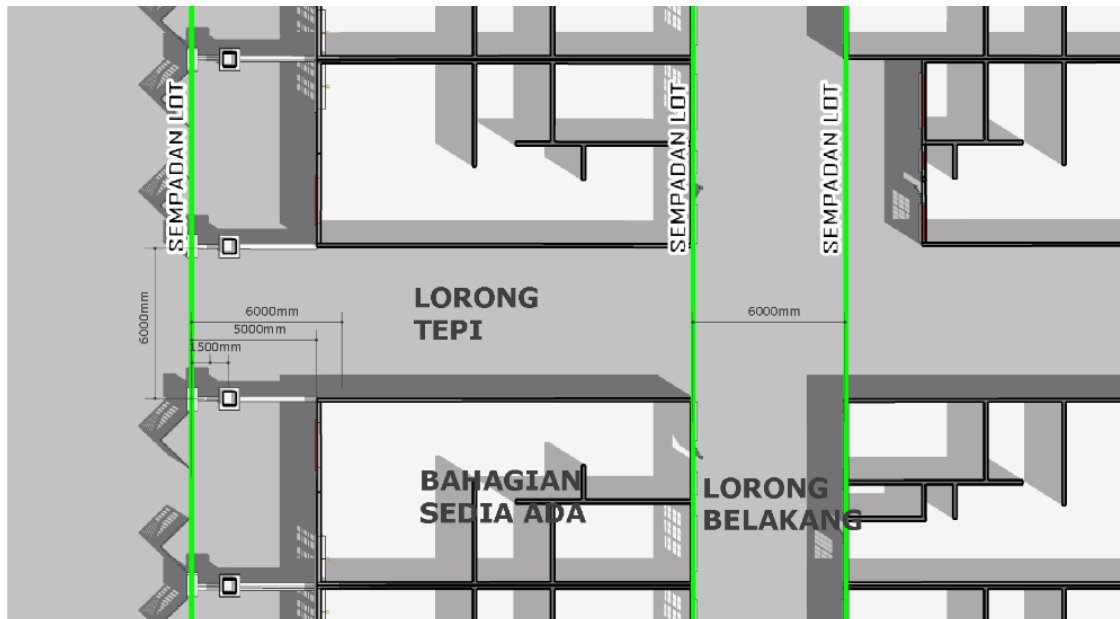 SEMPADAN LOT
SEMPADAN LOT
SEMPADAN LOT
LORONG
TEPI
6000mm
6000mm
5000mm
1500mm
6000mm
BAHAGIAN
SEDIA ADA
LORONG
BELAKANG